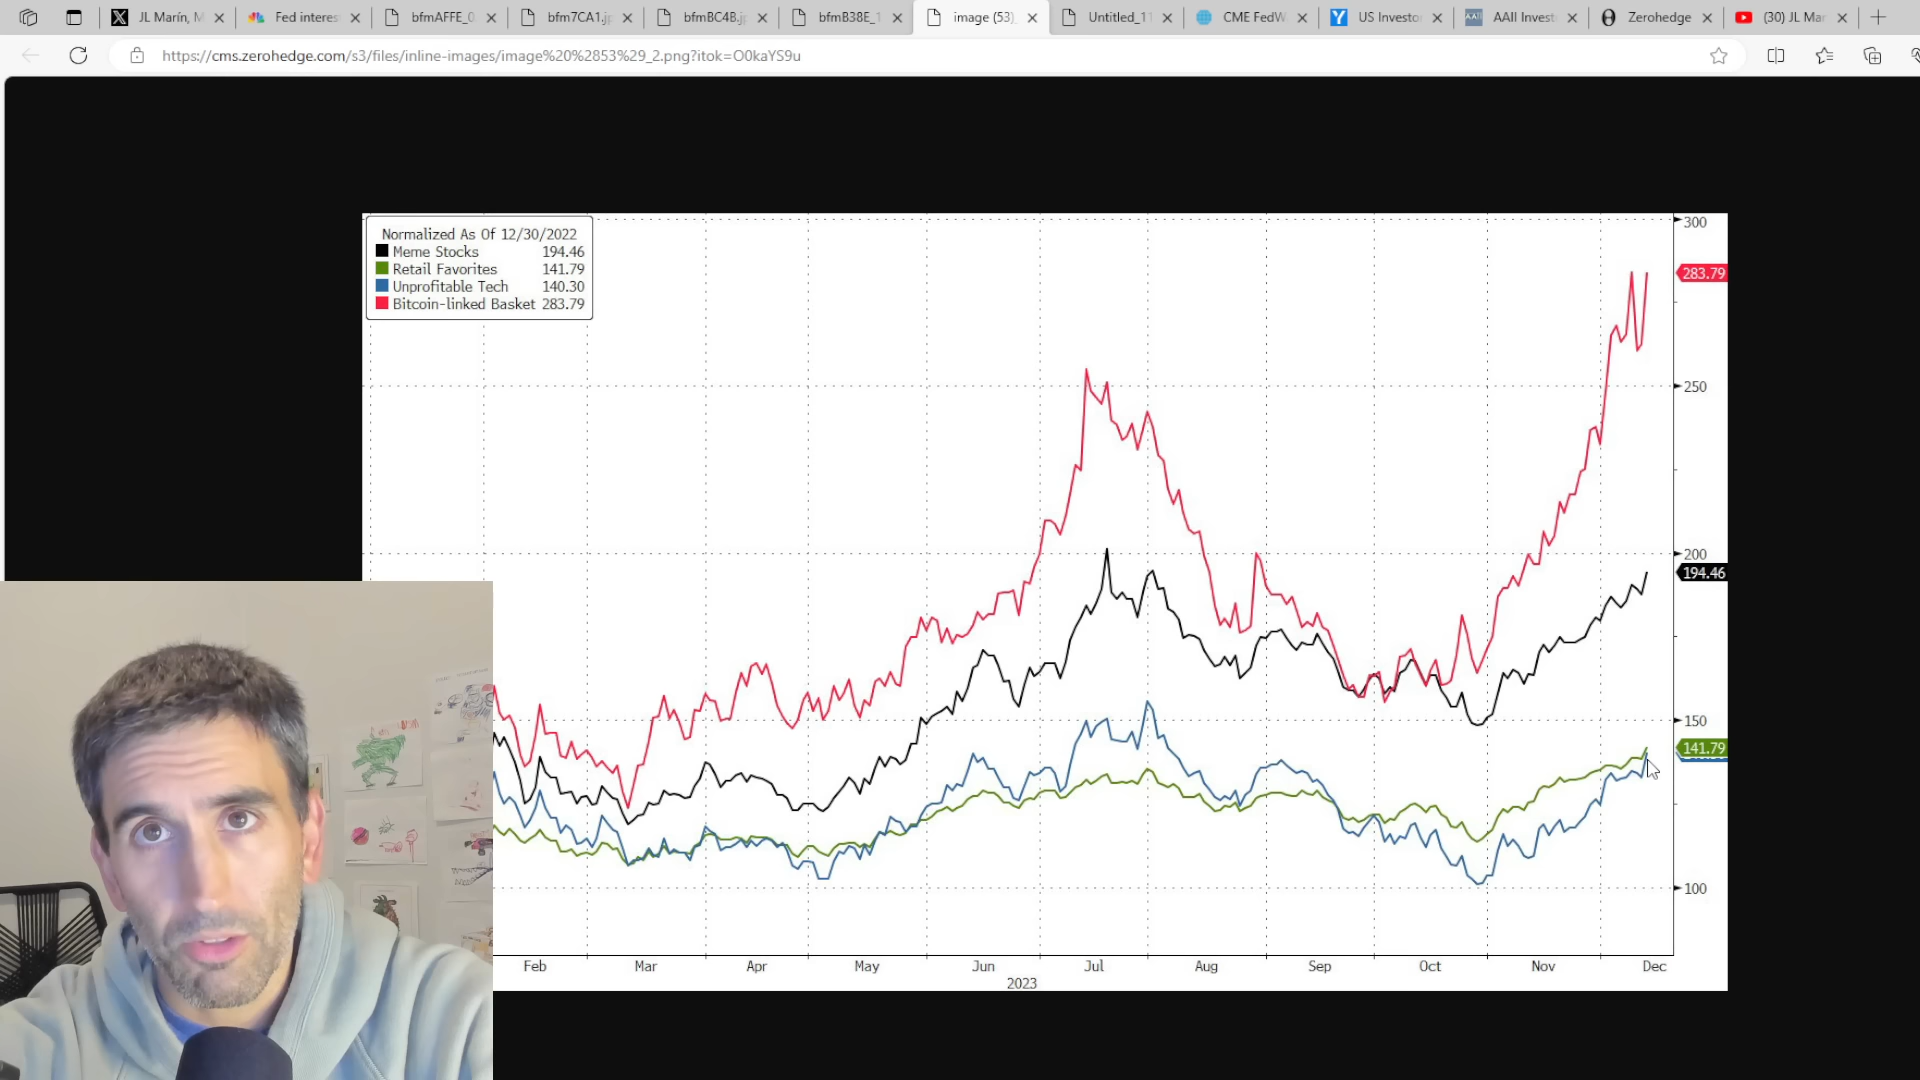 JL Marín, M
Fed interes
bfmAFFE_0
bfm7CA1.j
bfmBC4B.j
bfmB38E_1
image (53)
Untitled_11
CME FedW
US Investo
AAII
AAII Invest
Zerohedge
(30) JL Mar
https://cms.zerohedge.com/s3/files/inline-images/image%20%2853%29_2.png?itok=O0kaYS9u
Normalized As Of 12/30/2022
Meme Stocks 194.46
Retail Favorites 141.79
Unprofitable Tech 140.30
Bitcoin-linked Basket 283.79
300
283.79
250
200
194.46
150
141.79
100
Feb Mar Apr May Jun Jul Aug Sep Oct Nov Dec
2023